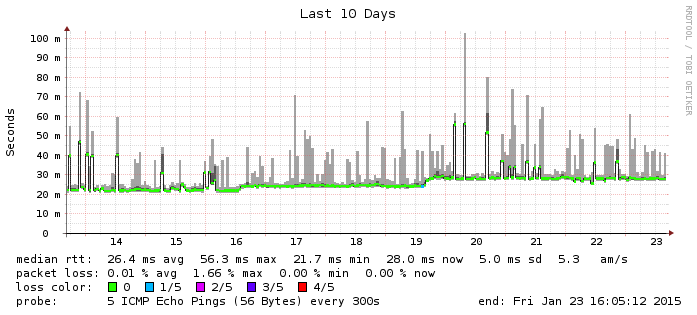 Last 10 Days
RRDTOOL / TOBI OETIKER
Seconds
100 m
90 m
80 m
70 m
60 m
50 m
40 m
30 m
20 m
10 m
0
14 15 16 17 18 19 20 21 22 23
median rtt: 26.4 ms avg 56.3 ms max 21.7 ms min 28.0 ms now 5.0 ms sd 5.3 am/s
packet loss: 0.01 % avg 1.66 % max 0.00 % min 0.00 % now
loss color: 0 1/5 2/5 3/5 4/5
probe: 5 ICMP Echo Pings (56 Bytes) every 300s end: Fri Jan 23 16:05:12 2015